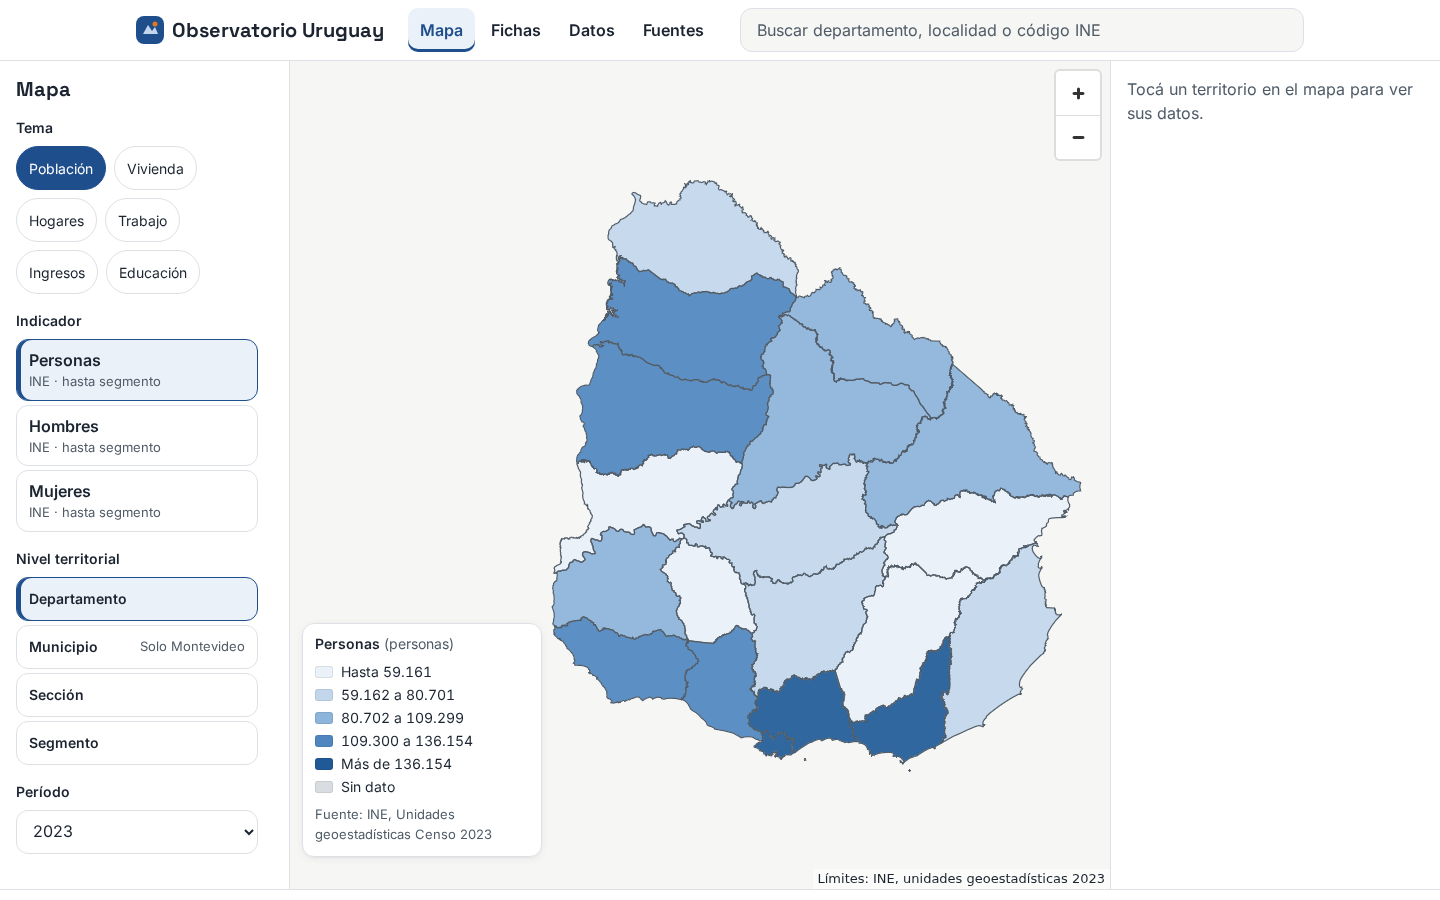 Observatorio Uruguay
Mapa
Fichas
Datos
Fuentes
Buscar departamento, localidad o código INE
Mapa
Tema
Población
Vivienda
Hogares
Trabajo
Ingresos
Educación
Indicador
Personas
INE · hasta segmento
Hombres
INE · hasta segmento
Mujeres
INE · hasta segmento
Nivel territorial
Departamento
Municipio
Solo Montevideo
Sección
Segmento
Período
2023
+
−
Personas (personas)
Hasta 59.161
59.162 a 80.701
80.702 a 109.299
109.300 a 136.154
Más de 136.154
Sin dato
Fuente: INE, Unidades
geoestadísticas Censo 2023
Límites: INE, unidades geoestadísticas 2023
Tocá un territorio en el mapa para ver
sus datos.